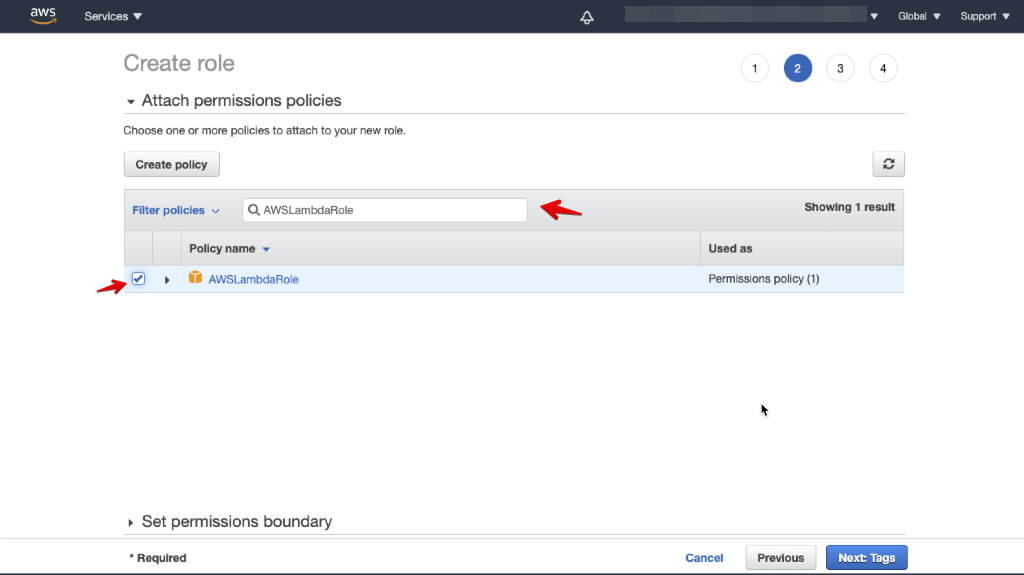 aws Services Global Support
Create role
1 2 3 4
Attach permissions policies
Choose one or more policies to attach to your new role.
Create policy
Filter policies AWSLambdaRole Showing 1 result
Policy name Used as
AWSLambdaRole Permissions policy (1)
Set permissions boundary
* Required Cancel Previous Next: Tags